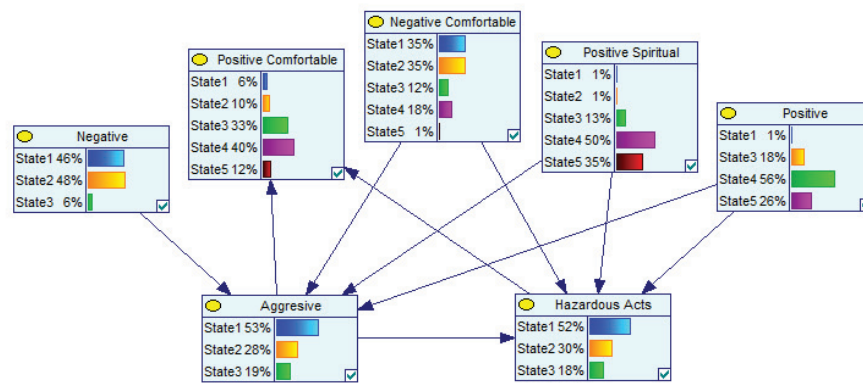 Negative Comfortable
State1 35%
State2 35%
State3 12%
State4 18%
State5 1%
Positive Comfortable
State1 6%
State2 10%
State3 33%
State4 40%
State5 12%
Positive Spiritual
State1 1%
State2 1%
State3 13%
State4 50%
State5 35%
Positive
State1 1%
State3 18%
State4 56%
State5 26%
Negative
State1 46%
State2 48%
State3 6%
Aggresive
State1 53%
State2 28%
State3 19%
Hazardous Acts
State1 52%
State2 30%
State3 18%